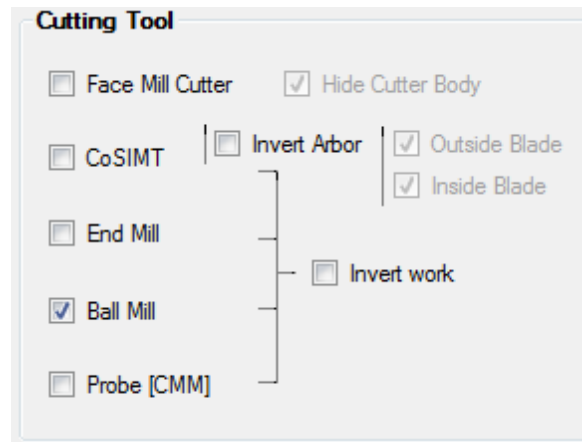 Cutting Tool
Face Mill Cutter Hide Cutter Body
CoSIMT Invert Arbor Outside Blade
Inside Blade
End Mill
Invert work
Ball Mill
Probe [CMM]